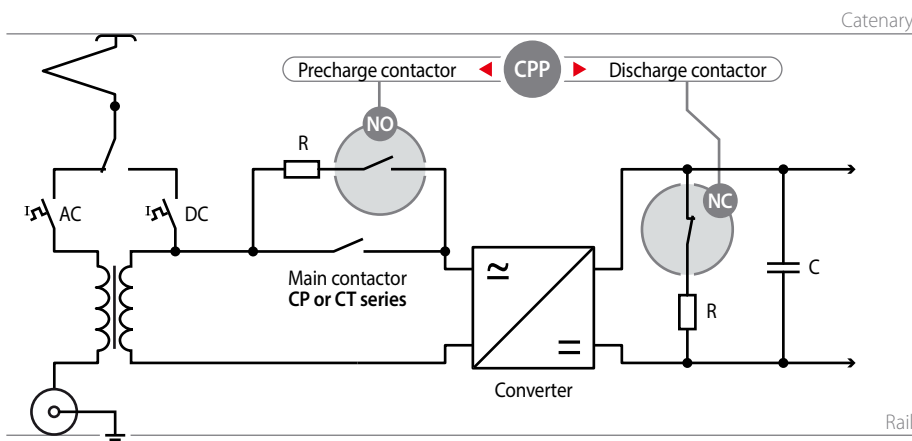 Catenary
Precharge contactor
CPP
Discharge contactor
NO
R
I
AC
I
DC
NC
Main contactor
CP or CT series
C
R
Converter
Rail